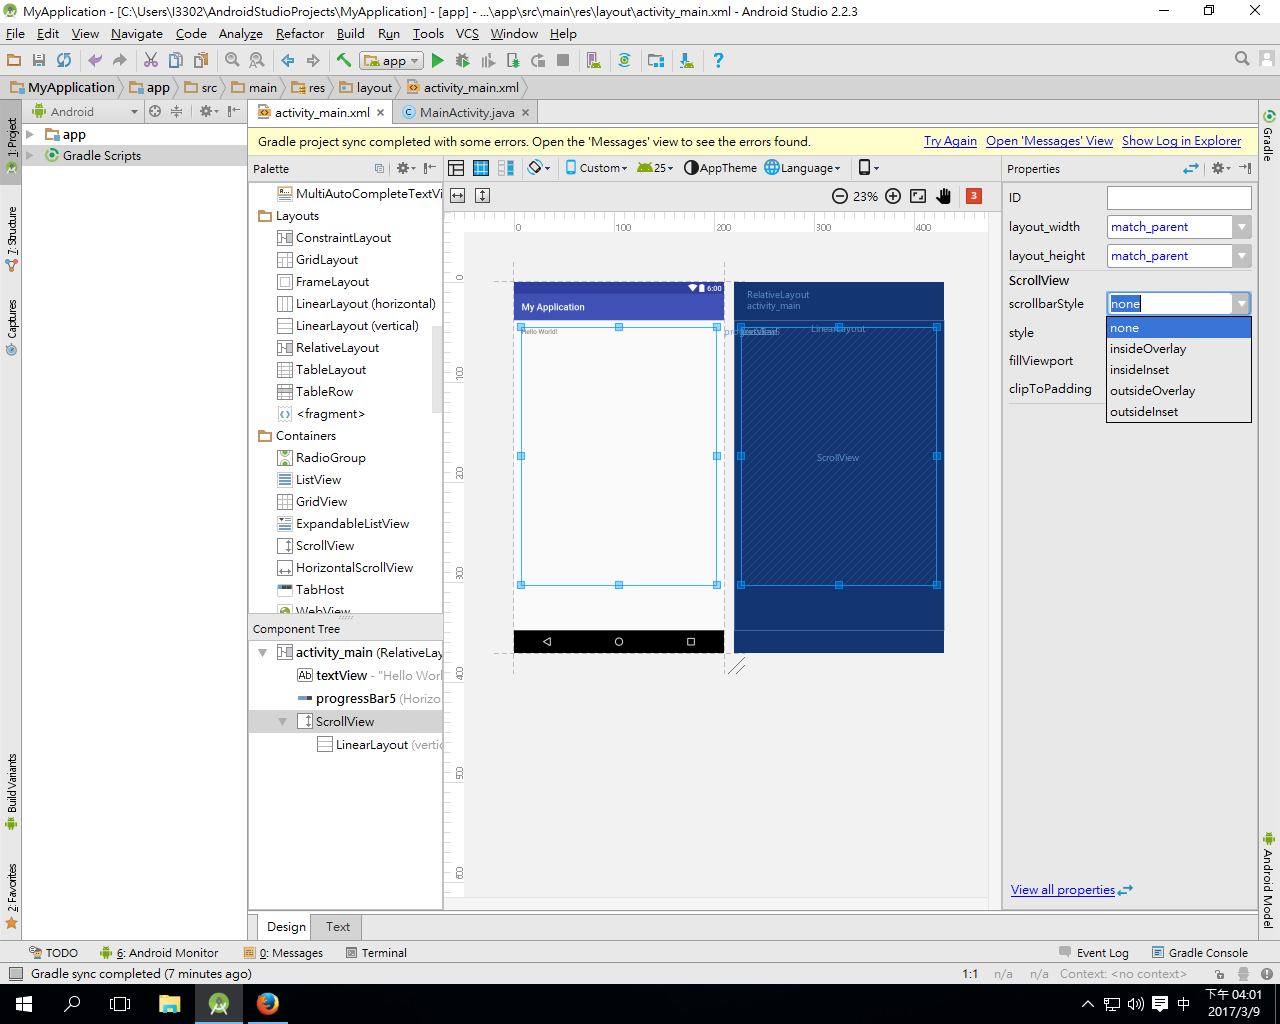 MyApplication - [C:\Users\I3302\AndroidStudioProjects\MyApplication] - [app] - ...\app\src\main\res\layout\activity_main.xml - Android Studio 2.2.3
File Edit View Navigate Code Analyze Refactor Build Run Tools VCS Window Help
app
MyApplication app src main res layout activity_main.xml
1: Project
7: Structure
Captures
Build Variants
2: Favorites
Android
app
Gradle Scripts
activity_main.xml MainActivity.java
Gradle project sync completed with some errors. Open the 'Messages' view to see the errors found. Try Again Open 'Messages' View Show Log in Explorer
Palette
MultiAutoCompleteTextVi
Layouts
ConstraintLayout
GridLayout
FrameLayout
LinearLayout (horizontal)
LinearLayout (vertical)
RelativeLayout
TableLayout
TableRow
<fragment>
Containers
RadioGroup
ListView
GridView
ExpandableListView
ScrollView
HorizontalScrollView
TabHost
WebView
Component Tree
activity_main (RelativeLay
textView - "Hello Worl
progressBar5 (Horizo
ScrollView
LinearLayout (vertic
Custom 25 AppTheme Language
23% 3
0 100 200 300 400
0
100
200
300
400
500
600
6:00
My Application
Hello World!
RelativeLayout
activity_main
LinearLayout
ScrollView
Properties
ID
layout_width match_parent
layout_height match_parent
ScrollView
scrollbarStyle none
style
fillViewport
clipToPadding
none
insideOverlay
insideInset
outsideOverlay
outsideInset
View all properties
Gradle
Android Model
Design Text
TODO 6: Android Monitor 0: Messages Terminal Event Log Gradle Console
Gradle sync completed (7 minutes ago) 1:1 n/a n/a Context: <no context>
中 下午 04:01
2017/3/9